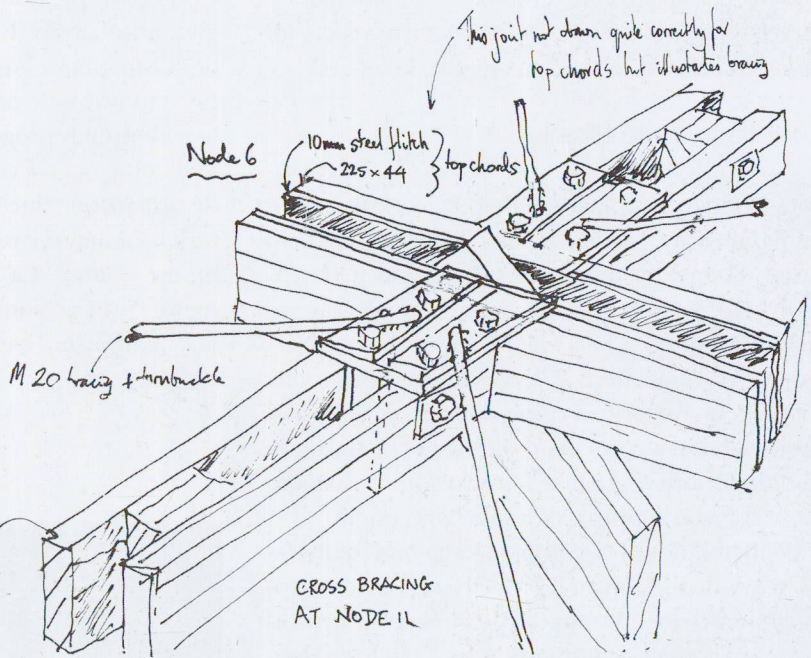 This joint not drawn quite correctly for
top chords but illustrates bracing
Node 6
10mm steel flitch
225 × 44
top chords
M 20 bracing + turnbuckle
CROSS BRACING
AT NODE 11